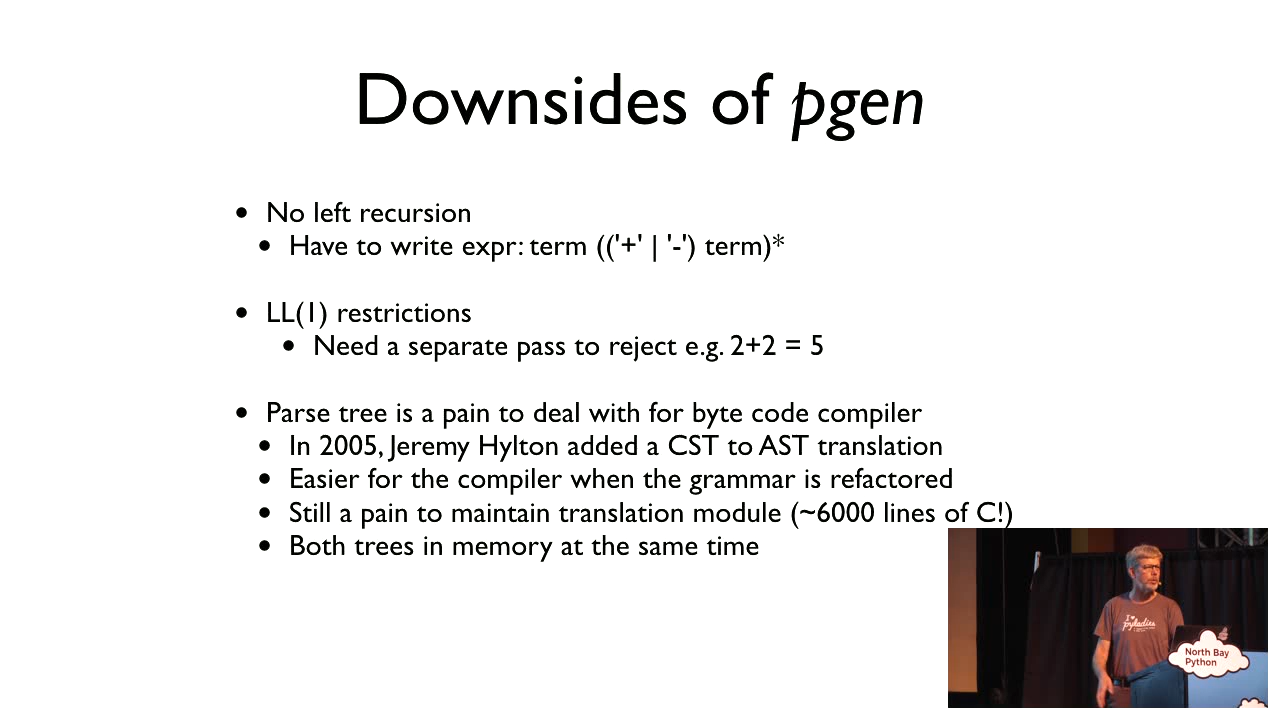 Downsides of pgen
• No left recursion
• Have to write expr: term (('+' | '-') term)*
• LL(1) restrictions
• Need a separate pass to reject e.g. 2+2 = 5
• Parse tree is a pain to deal with for byte code compiler
• In 2005, Jeremy Hylton added a CST to AST translation
• Easier for the compiler when the grammar is refactored
• Still a pain to maintain translation module (~6000 lines of C!)
• Both trees in memory at the same time
I ♥
pyladies
North Bay
Python